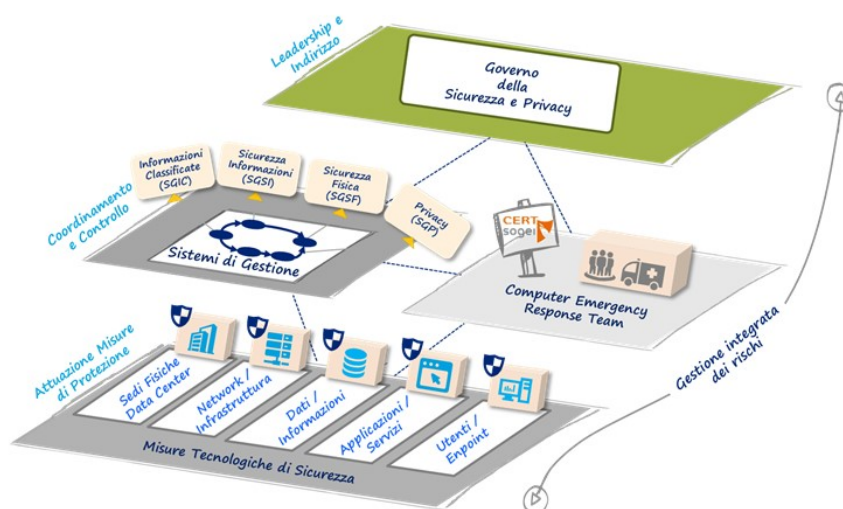 Leadership e
Indirizzo
Governo
della
Sicurezza e Privacy
Informazioni
Classificate
(SGIC)
Sicurezza
Informazioni
(SGSI)
Sicurezza
Fisica
(SGSF)
Privacy
(SGP)
Coordinamento
e Controllo
Sistemi di Gestione
CERT
sogei
Computer Emergency
Response Team
Gestione integrata
dei rischi
Attuazione Misure
di Protezione
Sedi Fisiche
Data Center
Network /
Infrastruttura
Dati /
Informazioni
Applicazioni /
Servizi
Utenti /
Enpoint
Misure Tecnologiche di Sicurezza